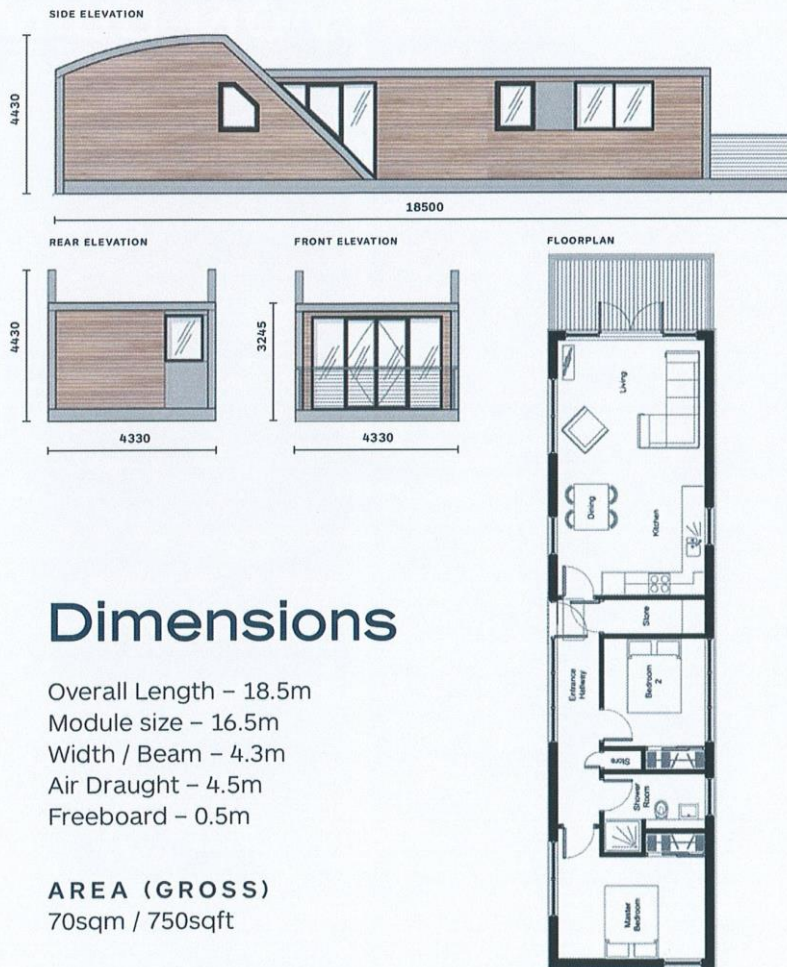 SIDE ELEVATION
4430
18500
REAR ELEVATION
FRONT ELEVATION
FLOORPLAN
4430
4330
3245
4330
Living
Dining
Kitchen
Store
Entrance
Hallway
Bedroom
2
Store
Shower
Room
Master
Bedroom
Dimensions
Overall Length – 18.5m
Module size – 16.5m
Width / Beam – 4.3m
Air Draught – 4.5m
Freeboard – 0.5m
AREA (GROSS)
70sqm / 750sqft